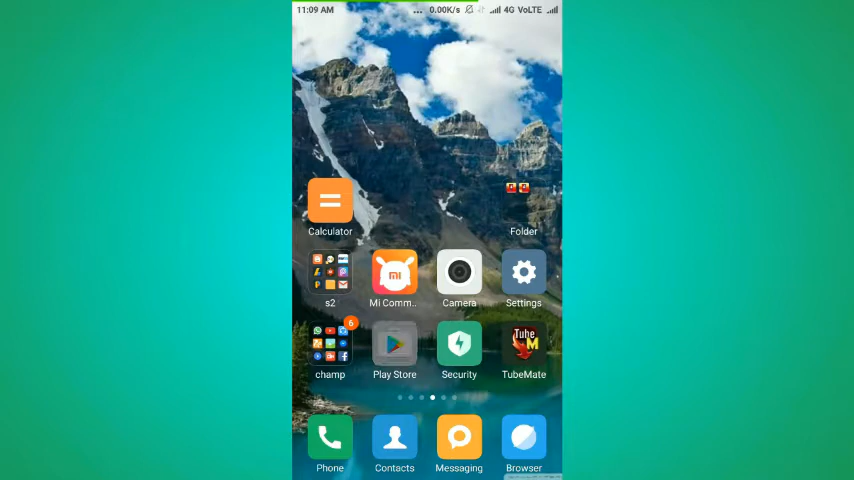 11:09 AM ... 0.00K/s 4G VoLTE
Calculator Folder
s2 Mi Comm.. Camera Settings
6
champ Play Store Security TubeMate
Phone Contacts Messaging Browser